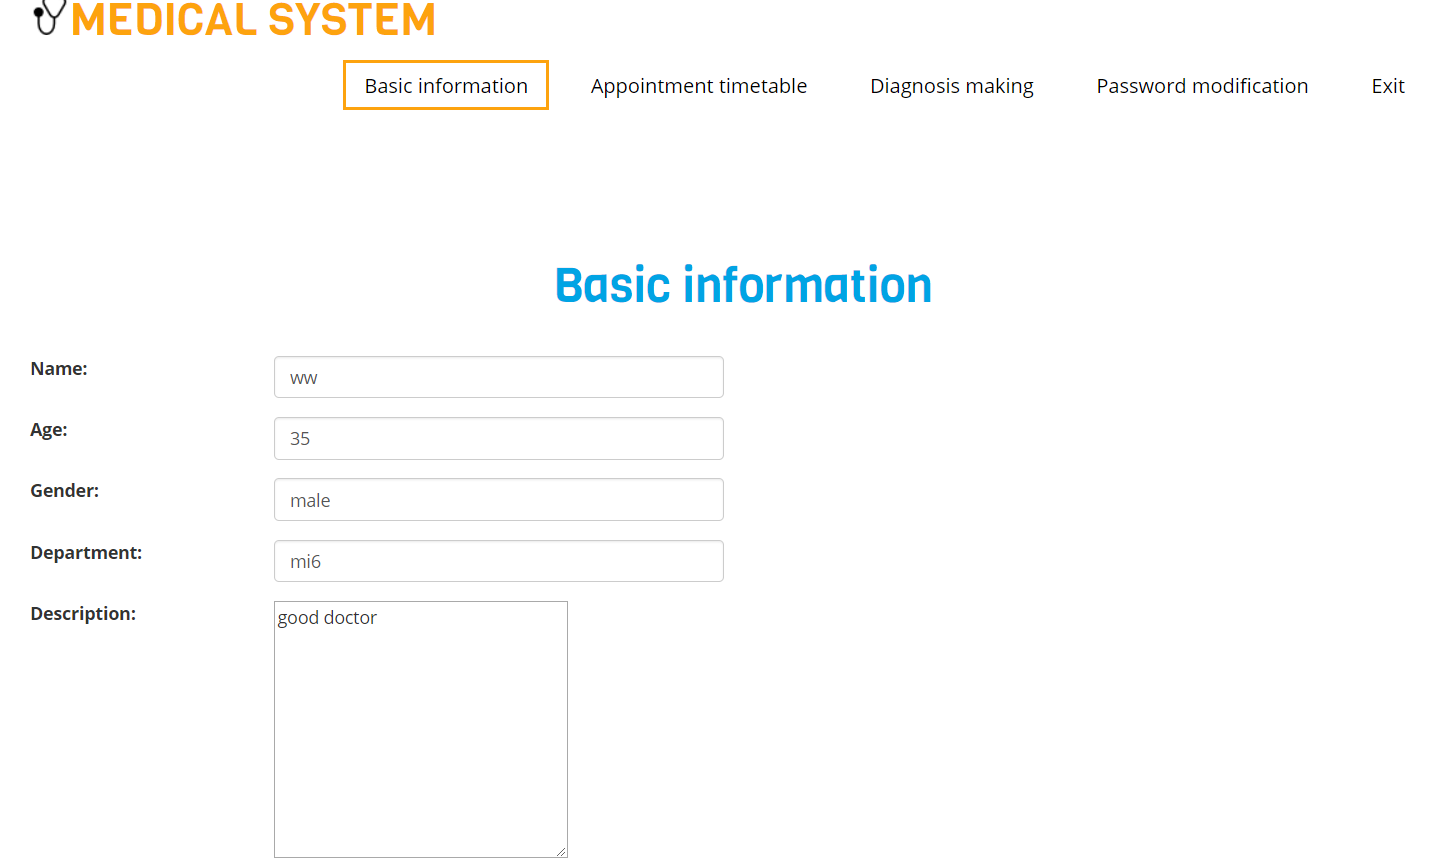 MEDICAL SYSTEM
Basic information Appointment timetable Diagnosis making Password modification Exit
Basic information
Name: ww
Age: 35
Gender: male
Department: mi6
Description: good doctor